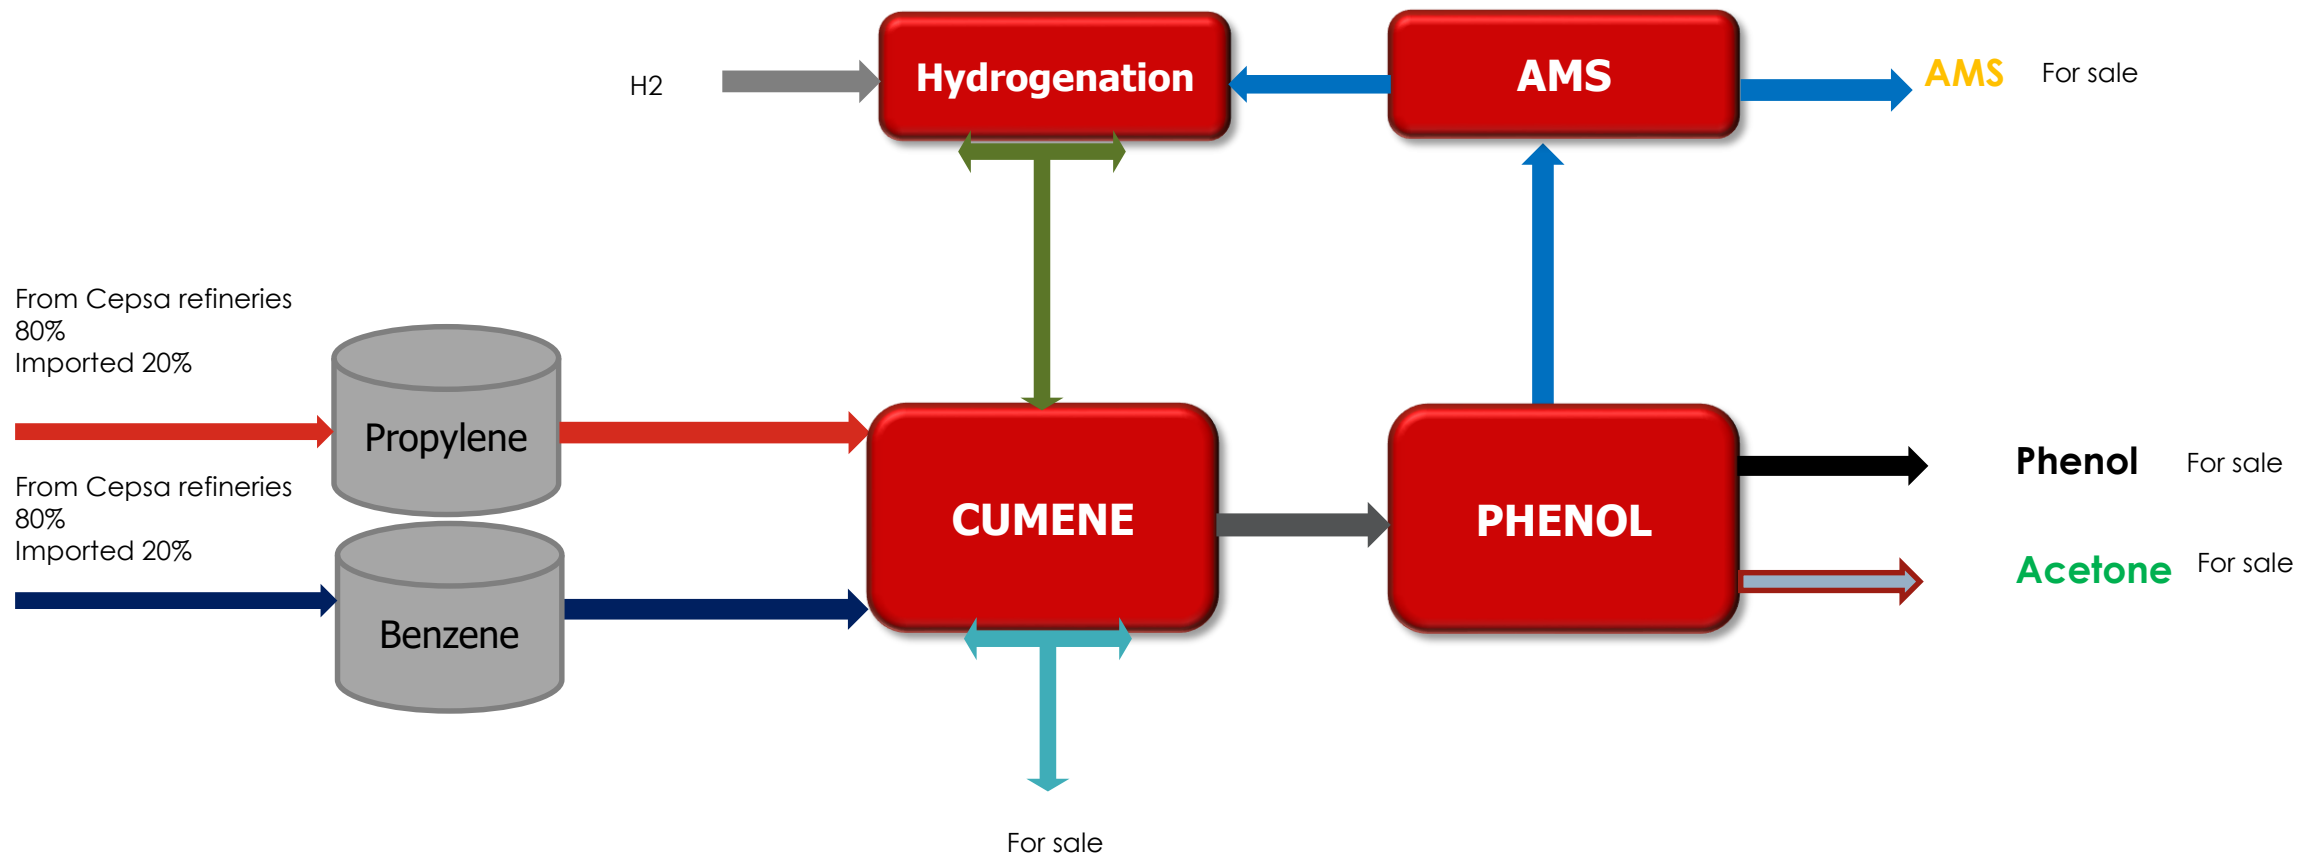 H2
Hydrogenation
AMS
AMS
For sale
From Cepsa refineries
80%
Imported 20%
Propylene
From Cepsa refineries
80%
Imported 20%
Benzene
CUMENE
PHENOL
Phenol
For sale
Acetone
For sale
For sale